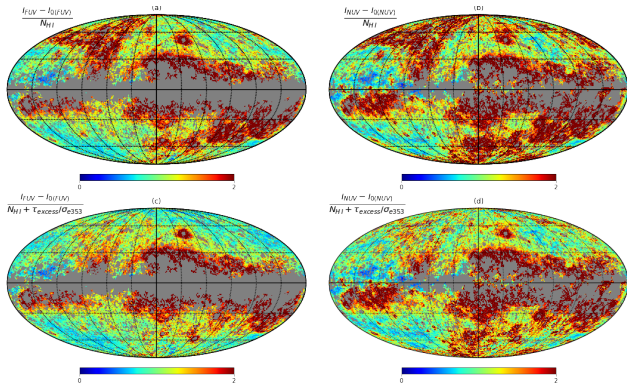 I_FUV − I_0(FUV)
N_HI
(a)
0 2
I_NUV − I_0(NUV)
N_HI
(b)
0 2
I_FUV − I_0(FUV)
N_HI + τ_excess/σ_e353
(c)
0 2
I_NUV − I_0(NUV)
N_HI + τ_excess/σ_e353
(d)
0 2